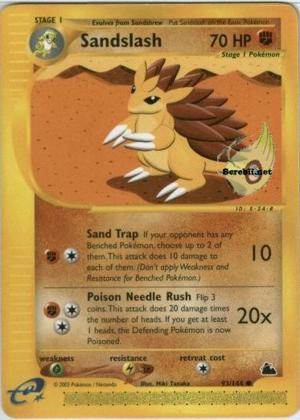 STAGE 1
Evolves from Sandshrew Put Sandslash on the Basic Pokémon
Sandslash 70 HP
Stage 1 Pokémon
Serebii.net
ID: E-24-#
Sand Trap If your opponent has any
Benched Pokémon, choose up to 2 of
them. This attack does 10 damage to
each of them. (Don't apply Weakness and
Resistance for Benched Pokémon.)
10
Poison Needle Rush Flip 3
coins. This attack does 20 damage times
the number of heads. If you get at least
2 heads, the Defending Pokémon is now
Poisoned.
20x
weakness resistance retreat cost
e
©2003 Pokémon / Nintendo Illus. Miki Tanaka 93/144